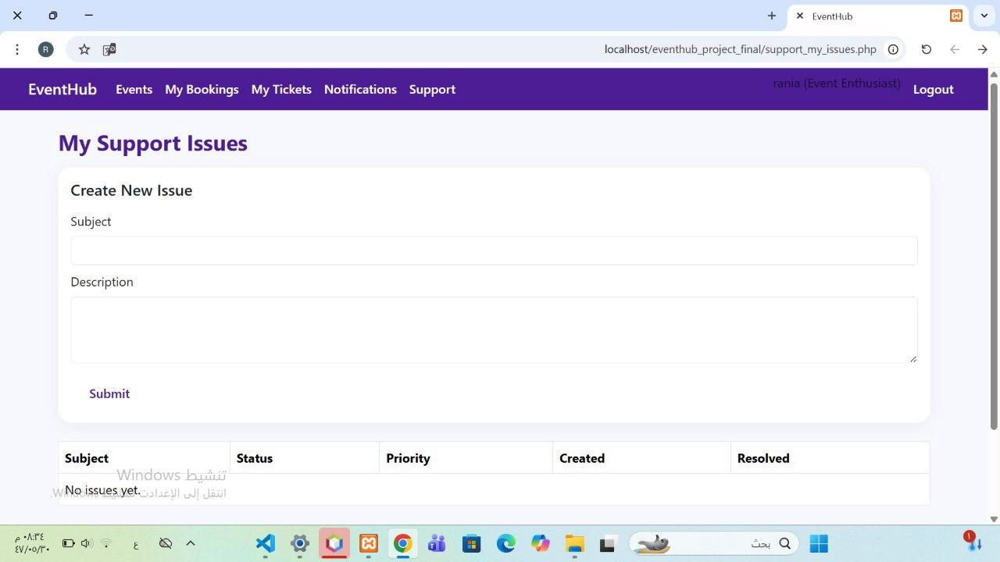 EventHub
localhost/eventhub_project_final/support_my_issues.php
R
EventHub Events My Bookings My Tickets Notifications Support rania (Event Enthusiast) Logout
My Support Issues
Create New Issue
Subject
Description
Submit
Subject Status Priority Created Resolved
No issues yet.
تنشيط Windows
انتقل إلى الإعدادات لتنشيط Windows.
٠٨:٣٤ م
٤٧/٠٥/٣٠
ع
بحث
١